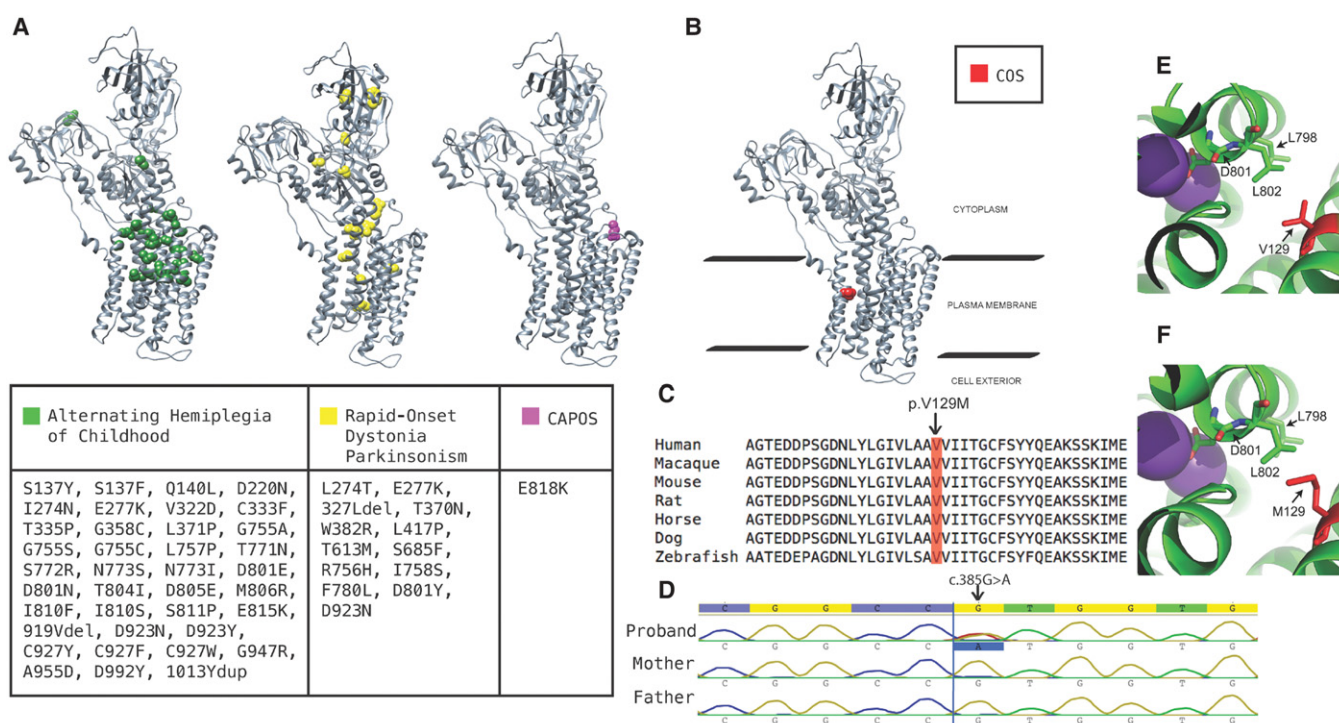 A
B
COS
CYTOPLASM
PLASMA MEMBRANE
CELL EXTERIOR
E
L798
D801
L802
V129
F
L798
D801
L802
M129
Alternating Hemiplegia
of Childhood
S137Y, S137F, Q140L, D220N,
I274N, E277K, V322D, C333F,
T335P, G358C, L371P, G755A,
G755S, G755C, L757P, T771N,
S772R, N773S, N773I, D801E,
D801N, T804I, D805E, M806R,
I810F, I810S, S811P, E815K,
919Vdel, D923N, D923Y,
C927Y, C927F, C927W, G947R,
A955D, D992Y, 1013Ydup
Rapid-Onset
Dystonia
Parkinsonism
L274T, E277K,
327Ldel, T370N,
W382R, L417P,
T613M, S685F,
R756H, I758S,
F780L, D801Y,
D923N
CAPOS
E818K
C
p.V129M
Human AGTEDDPSGDNLYLGIVLAAVVIITGCFSYYQEAKSSKIME
Macaque AGTEDDPSGDNLYLGIVLAAVVIITGCFSYYQEAKSSKIME
Mouse AGTEDDPSGDNLYLGIVLAAVVIITGCFSYYQEAKSSKIME
Rat AGTEDDPSGDNLYLGIVLAAVVIITGCFSYYQEAKSSKIME
Horse AGTEDDPSGDNLYLGIVLAAVVIITGCFSYYQEAKSSKIME
Dog AGTEDDPSGDNLYLGIVLAAVVIITGCFSYYQEAKSSKIME
Zebrafish AATEDEPAGDNLYLGIVLSAVVIITGCFSYFQEAKSSKIME
D
c.385G>A
C G G C C G T G G T G
Proband
C G G C C A T G G T G
Mother
C G G C C G T G G T G
Father
C G G C C G T G G T G